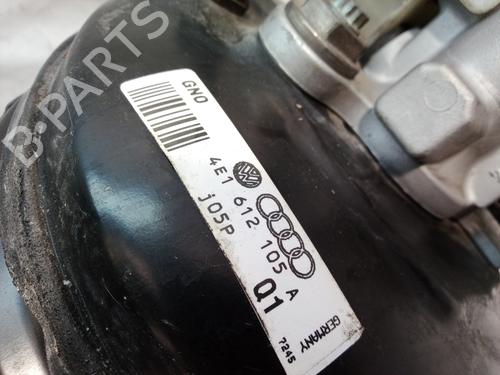 B-PARTS
GNO
4E1 612 105 A
j05P
Q1
GERMANY
7245